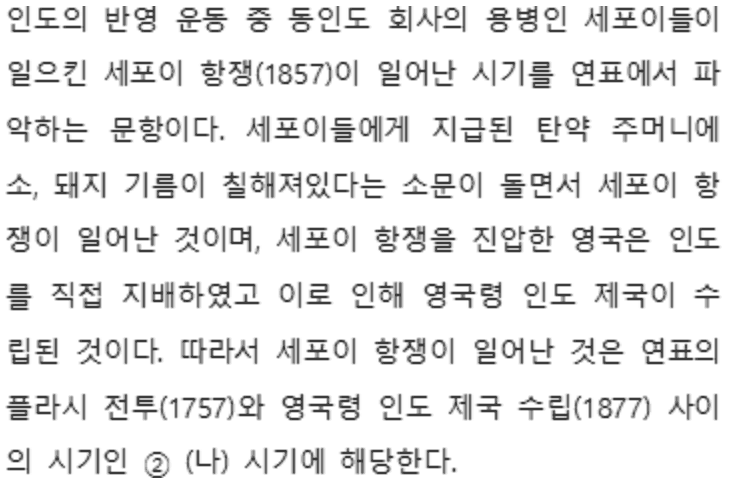 인도의 반영 운동 중 동인도 회사의 용병인 세포이들이
일으킨 세포이 항쟁(1857)이 일어난 시기를 연표에서 파
악하는 문항이다. 세포이들에게 지급된 탄약 주머니에
소, 돼지 기름이 칠해져있다는 소문이 돌면서 세포이 항
쟁이 일어난 것이며, 세포이 항쟁을 진압한 영국은 인도
를 직접 지배하였고 이로 인해 영국령 인도 제국이 수
립된 것이다. 따라서 세포이 항쟁이 일어난 것은 연표의
플라시 전투(1757)와 영국령 인도 제국 수립(1877) 사이
의 시기인 ② (나) 시기에 해당한다.